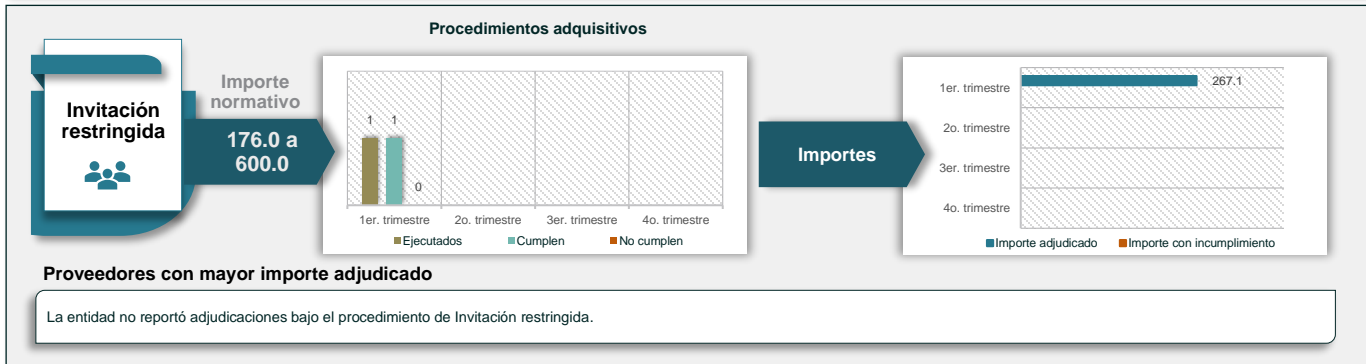 Procedimientos adquisitivos
Invitación
restringida
Importe
normativo
176.0 a
600.0
1
1
0
1er. trimestre
2o. trimestre
3er. trimestre
4o. trimestre
Ejecutados
Cumplen
No cumplen
Importes
1er. trimestre
267.1
2o. trimestre
3er. trimestre
4o. trimestre
Importe adjudicado
Importe con incumplimiento
Proveedores con mayor importe adjudicado
La entidad no reportó adjudicaciones bajo el procedimiento de Invitación restringida.